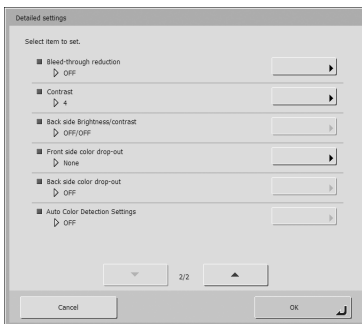 Detailed settings
Select item to set.
Bleed-through reduction
OFF
Contrast
4
Back side Brightness/contrast
OFF/OFF
Front side color drop-out
None
Back side color drop-out
OFF
Auto Color Detection Settings
OFF
2/2
Cancel
OK